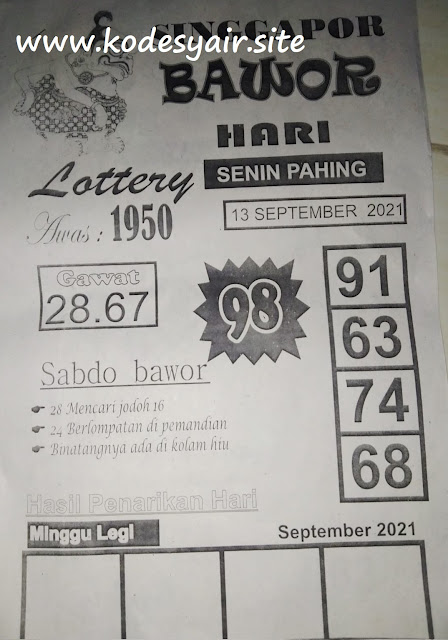 www.kodesyair.site
SINGGAPOR
BAWOR
HARI
Lottery
SENIN PAHING
Awas : 1950
13 SEPTEMBER 2021
Gawat
28.67
98
91
63
74
68
Sabdo bawor
28 Mencari jodoh 16
24 Berlompatan di pemandian
Binatangnya ada di kolam hiu
Hasil Penarikan Hari
Minggu Legi
September 2021